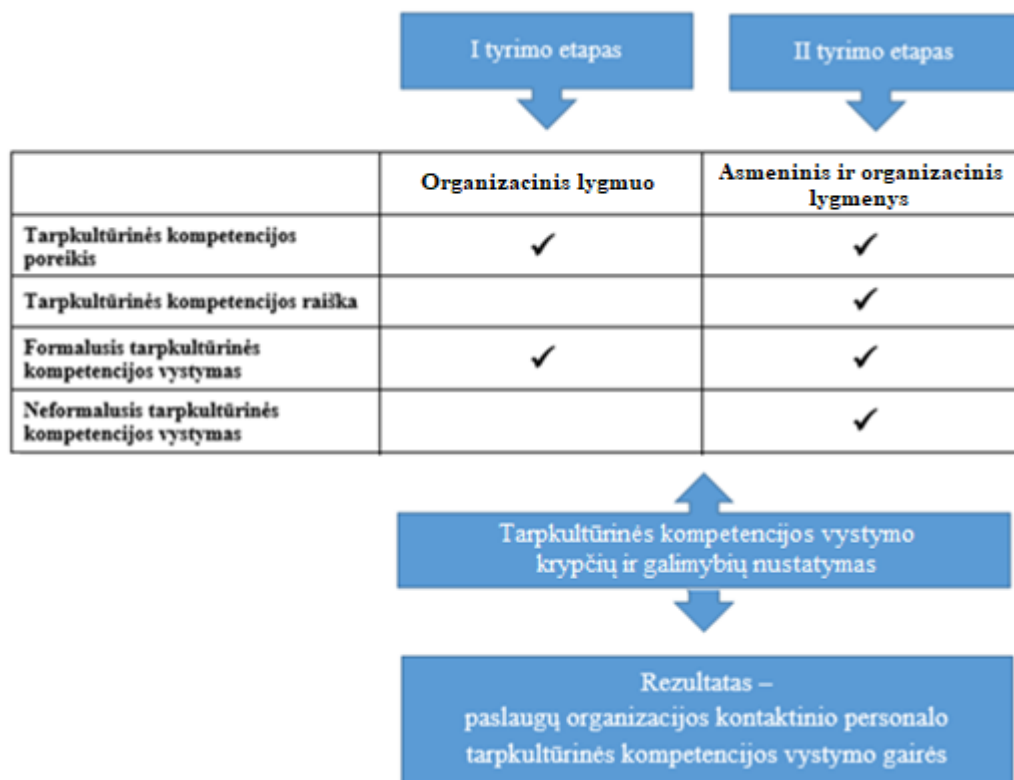 I tyrimo etapas
II tyrimo etapas
Organizacinis lygmuo
Asmeninis ir organizacinis
lygmenys
Tarpkultūrinės kompetencijos
poreikis
✓
✓
Tarpkultūrinės kompetencijos raiška
✓
Formalusis tarpkultūrinės
kompetencijos vystymas
✓
✓
Neformalusis tarpkultūrinės
kompetencijos vystymas
✓
Tarpkultūrinės kompetencijos vystymo
krypčių ir galimybių nustatymas
Rezultatas –
paslaugų organizacijos kontaktinio personalo
tarpkultūrinės kompetencijos vystymo gairės